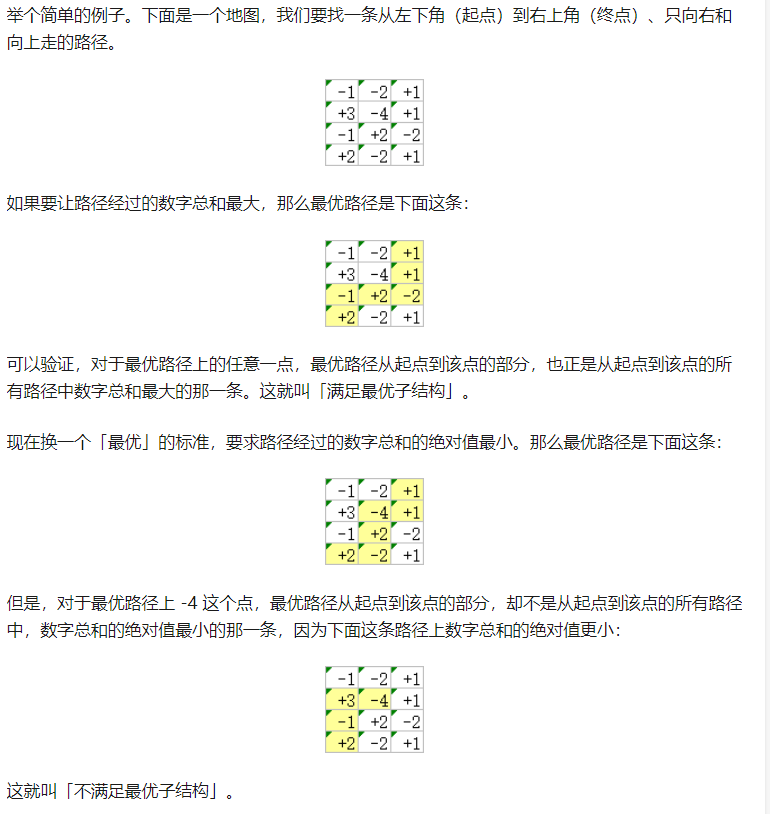 举个简单的例子。下面是一个地图，我们要找一条从左下角（起点）到右上角（终点）、只向右和
向上走的路径。
-1 -2 +1
+3 -4 +1
-1 +2 -2
+2 -2 +1
如果要让路径经过的数字总和最大，那么最优路径是下面这条：
-1 -2 +1
+3 -4 +1
-1 +2 -2
+2 -2 +1
可以验证，对于最优路径上的任意一点，最优路径从起点到该点的部分，也正是从起点到该点的所
有路径中数字总和最大的那一条。这就叫「满足最优子结构」。
现在换一个「最优」的标准，要求路径经过的数字总和的绝对值最小。那么最优路径是下面这条：
-1 -2 +1
+3 -4 +1
-1 +2 -2
+2 -2 +1
但是，对于最优路径上 -4 这个点，最优路径从起点到该点的部分，却不是从起点到该点的所有路径
中，数字总和的绝对值最小的那一条，因为下面这条路径上数字总和的绝对值更小：
-1 -2 +1
+3 -4 +1
-1 +2 -2
+2 -2 +1
这就叫「不满足最优子结构」。